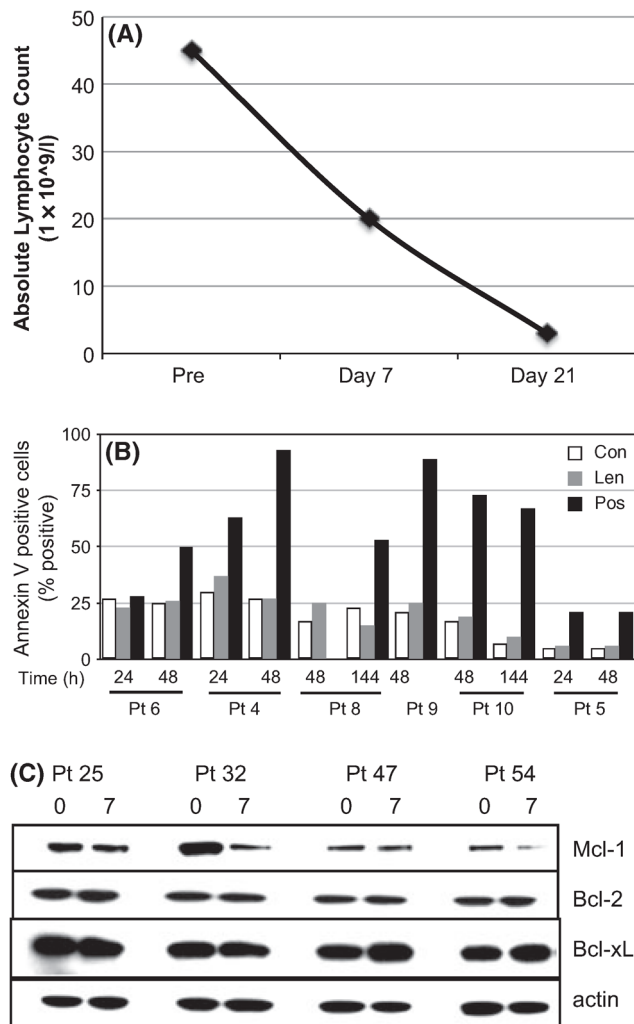 (A)
Absolute Lymphocyte Count
(1 × 10^9/l)
50
40
30
20
10
0
Pre Day 7 Day 21
(B)
Annexin V positive cells
(% positive)
100
75
50
25
0
Con
Len
Pos
Time (h) 24 48 24 48 48 144 48 48 144 24 48
Pt 6 Pt 4 Pt 8 Pt 9 Pt 10 Pt 5
(C) Pt 25 Pt 32 Pt 47 Pt 54
0 7 0 7 0 7 0 7
Mcl-1
Bcl-2
Bcl-xL
actin